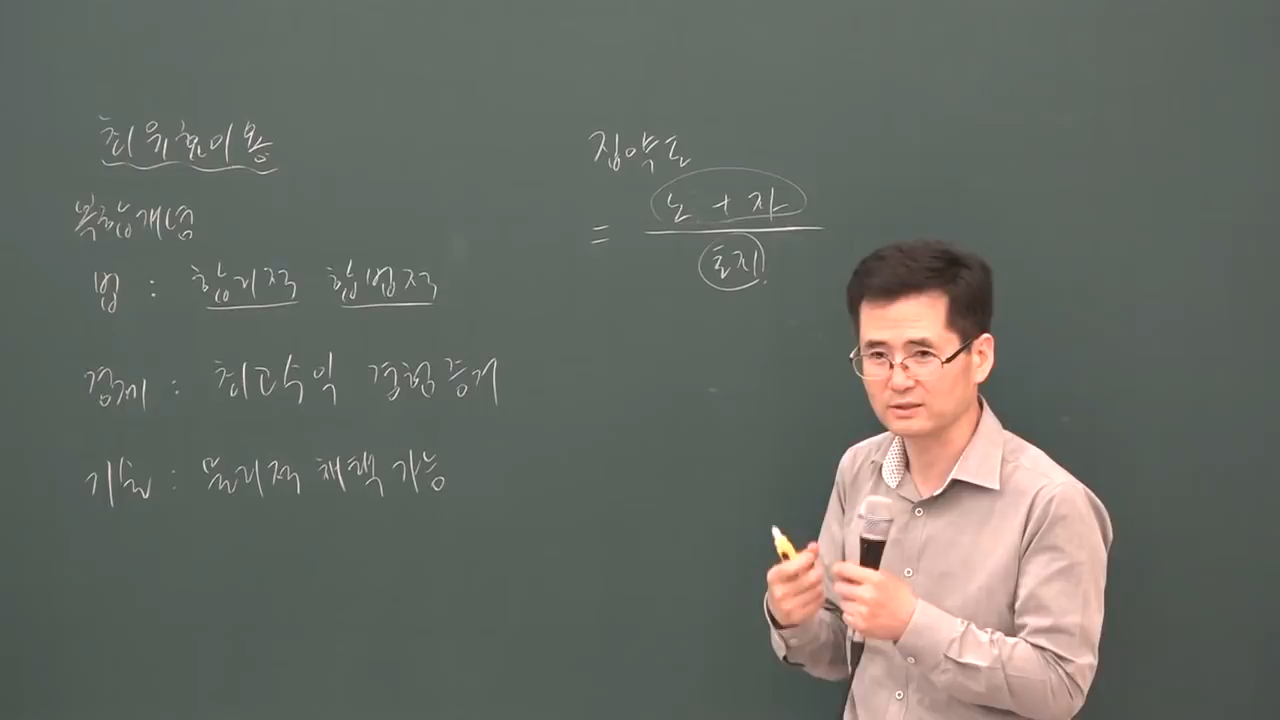 최유효이용
복합개념
법 : 합리적 합법적
경제 : 최고수익 경험증거
기술 : 물리적 채택가능
집약도
= 노 + 자
토지